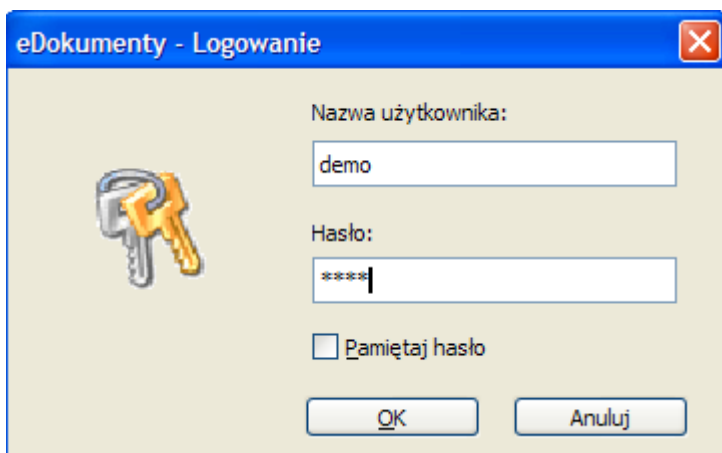 eDokumenty - Logowanie
Nazwa użytkownika:
demo
Hasło:
****
Pamiętaj hasło
OK
Anuluj